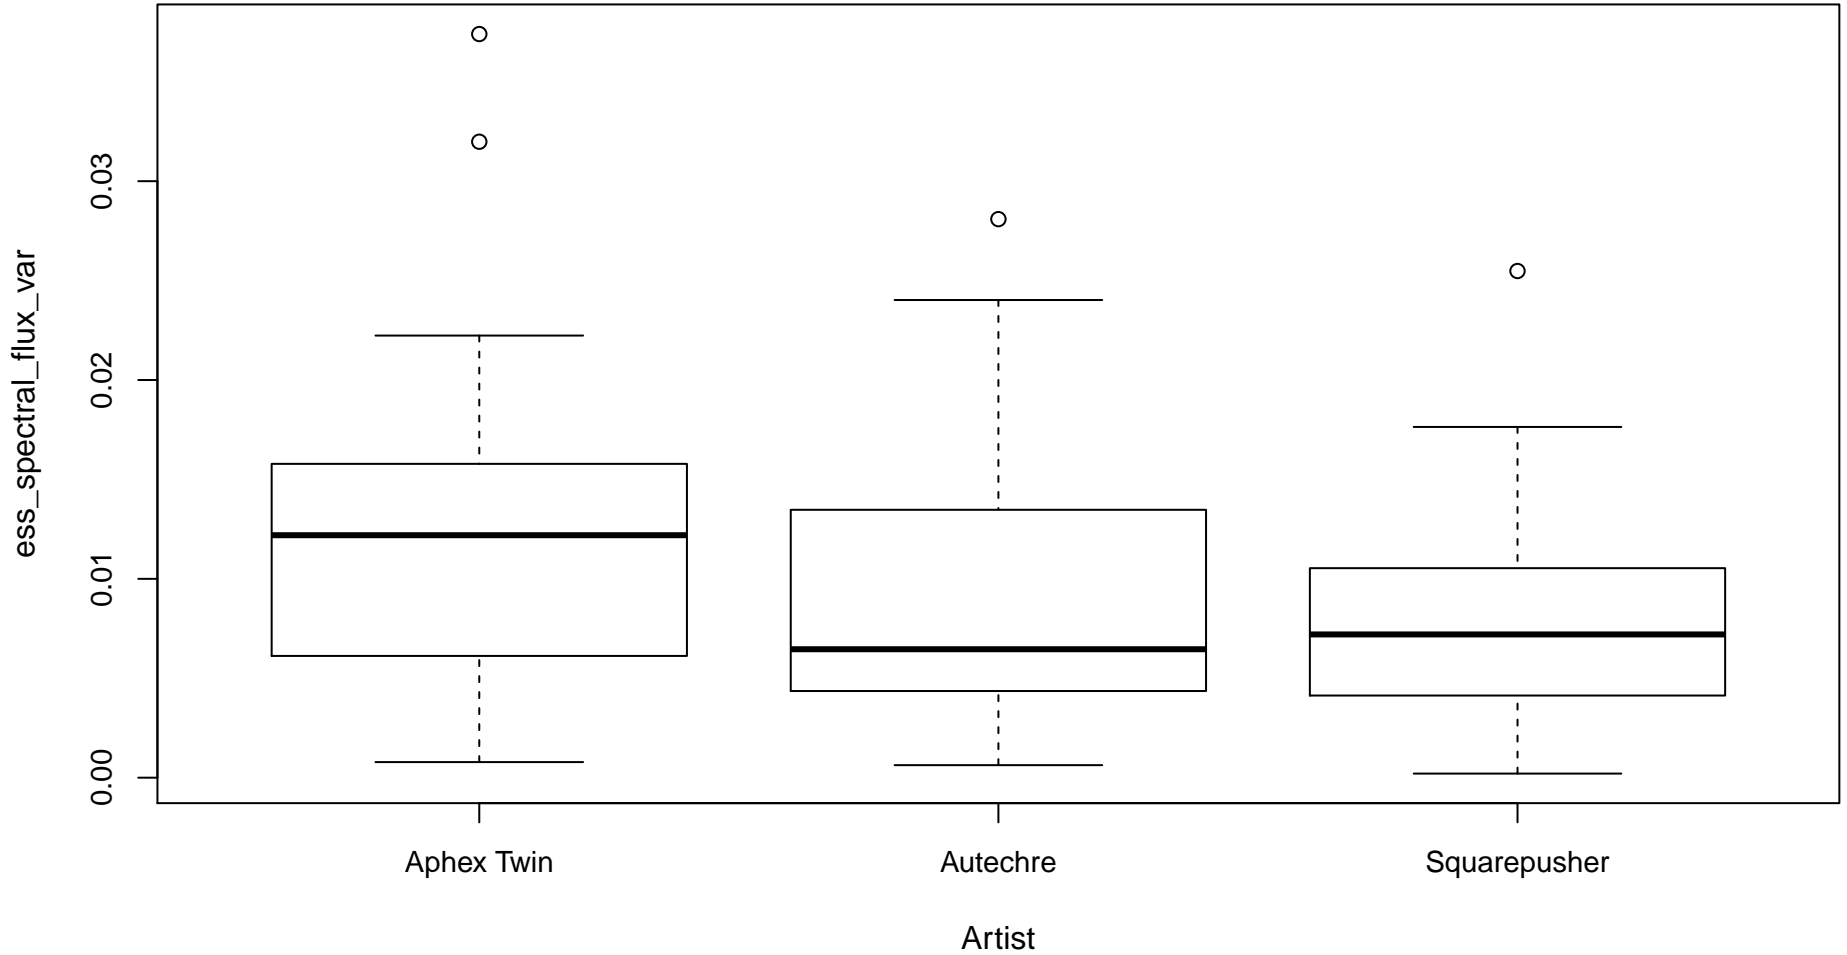 ess_spectral_flux_var
0.03
0.02
0.01
0.00
Aphex Twin Autechre Squarepusher
Artist